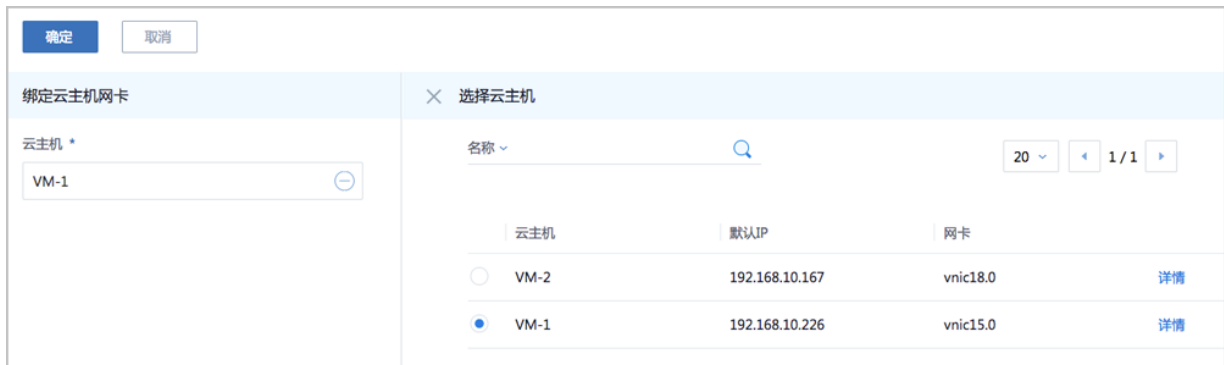 确定 取消
绑定云主机网卡
云主机 *
VM-1
选择云主机
名称
20 1 / 1
云主机 默认IP 网卡
VM-2 192.168.10.167 vnic18.0 详情
VM-1 192.168.10.226 vnic15.0 详情